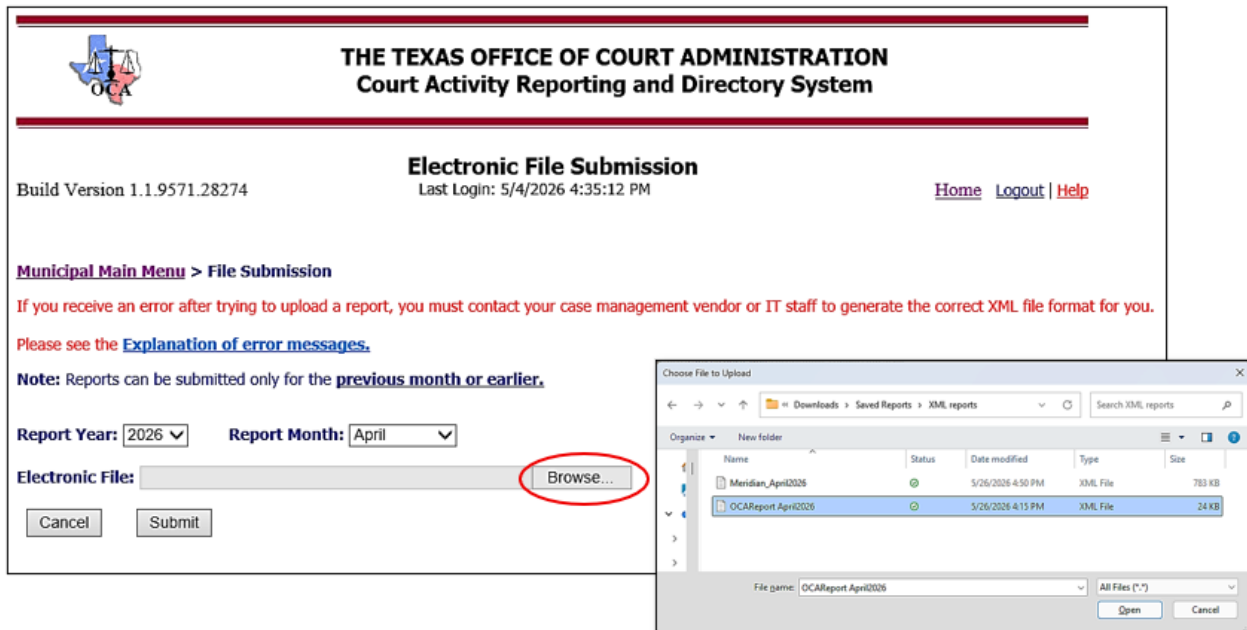 THE TEXAS OFFICE OF COURT ADMINISTRATION
Court Activity Reporting and Directory System
OCA
Electronic File Submission
Build Version 1.1.9571.28274
Last Login: 5/4/2026 4:35:12 PM
Home Logout | Help
Municipal Main Menu > File Submission
If you receive an error after trying to upload a report, you must contact your case management vendor or IT staff to generate the correct XML file format for you.
Please see the Explanation of error messages.
Note: Reports can be submitted only for the previous month or earlier.
Report Year: 2026 Report Month: April
Electronic File: Browse...
Cancel Submit
Choose File to Upload
« Downloads › Saved Reports › XML reports
Search XML reports
Organize New folder
Name Status Date modified Type Size
Meridian_April2026 5/26/2026 4:50 PM XML File 783 KB
OCAReport April2026 5/26/2026 4:15 PM XML File 24 KB
File name: OCAReport April2026 All Files (*.*)
Open Cancel